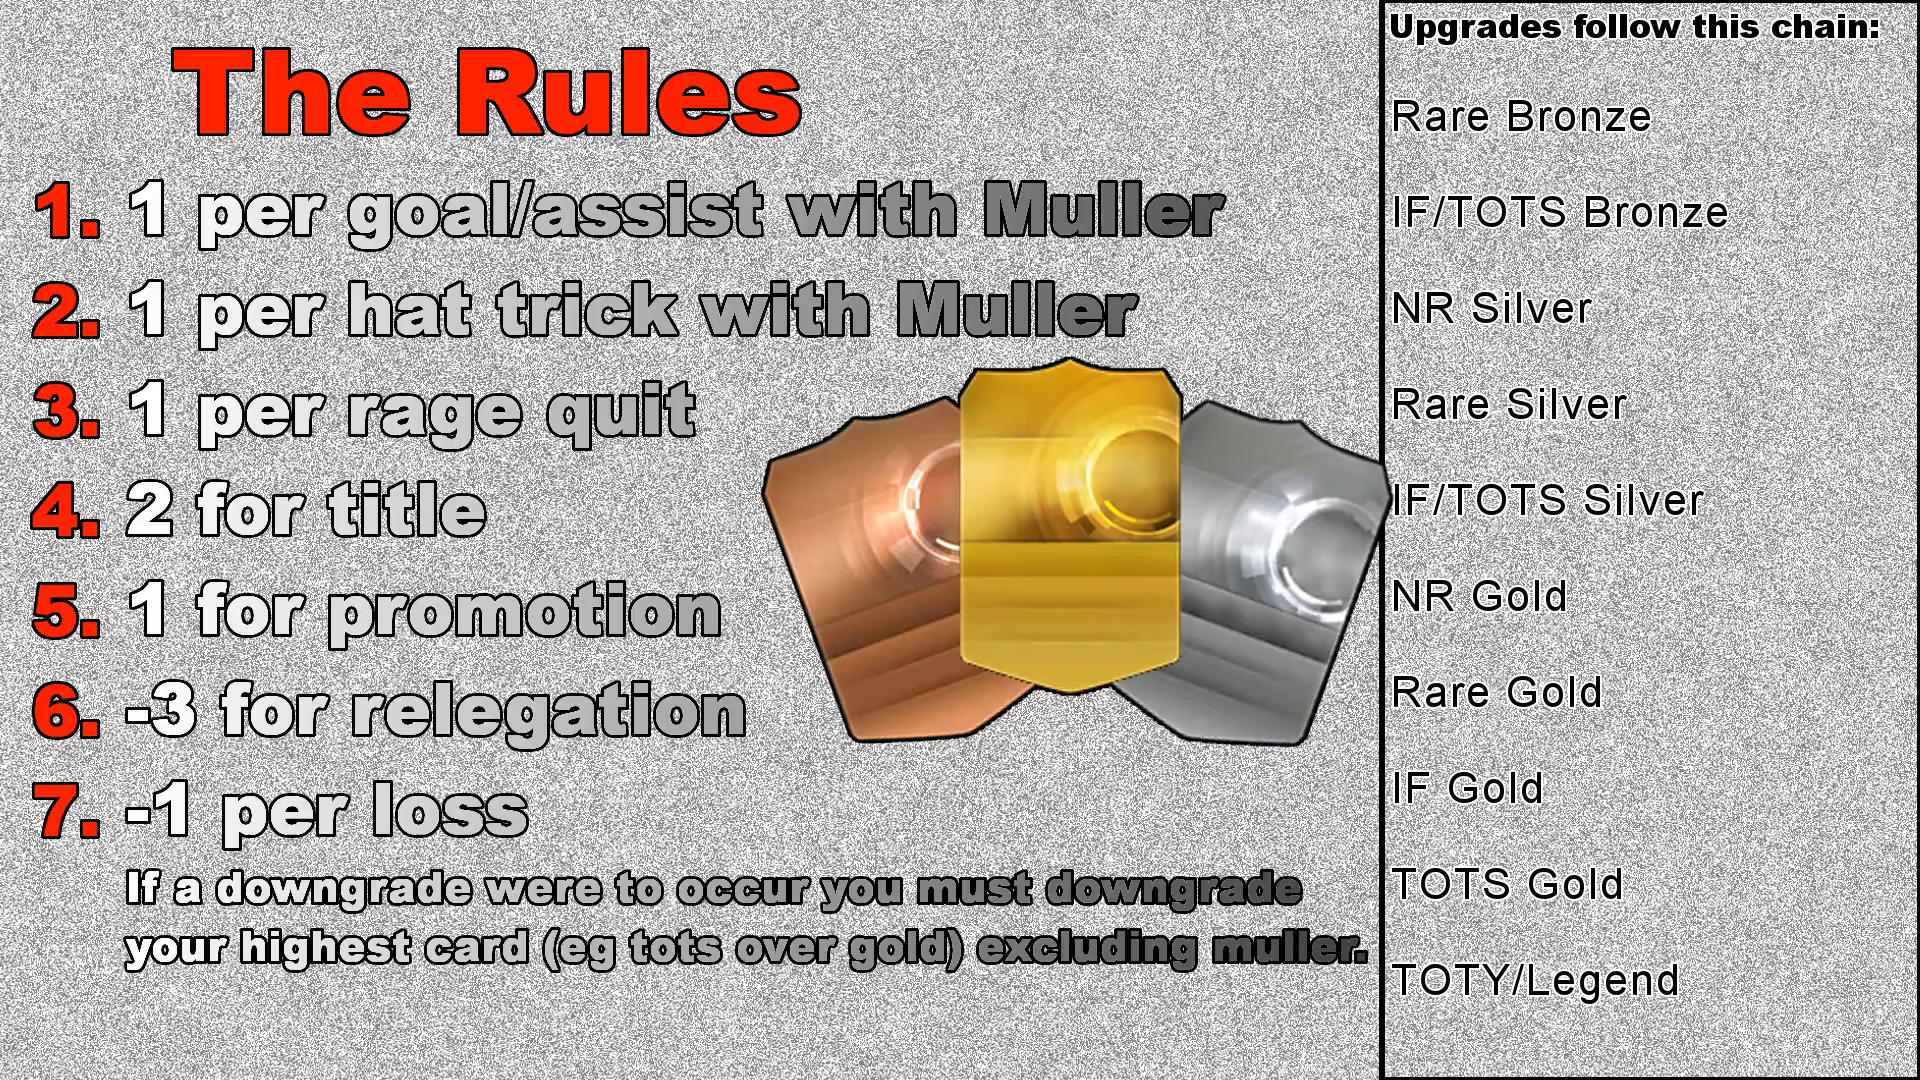 The Rules
1. 1 per goal/assist with Muller
2. 1 per hat trick with Muller
3. 1 per rage quit
4. 2 for title
5. 1 for promotion
6. -3 for relegation
7. -1 per loss
If a downgrade were to occur you must downgrade
your highest card (eg tots over gold) excluding muller.
Upgrades follow this chain:
Rare Bronze
IF/TOTS Bronze
NR Silver
Rare Silver
IF/TOTS Silver
NR Gold
Rare Gold
IF Gold
TOTS Gold
TOTY/Legend